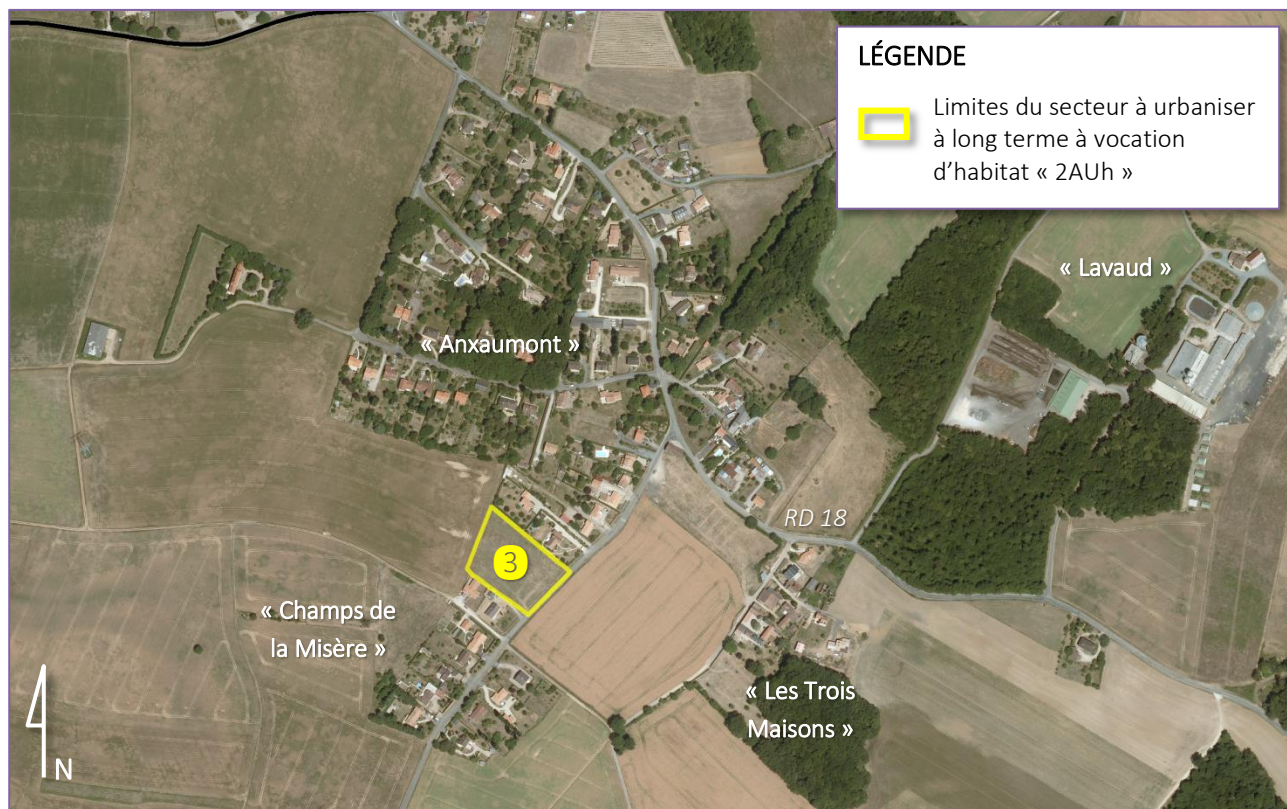 LÉGENDE
Limites du secteur à urbaniser
à long terme à vocation
d’habitat « 2AUh »
« Lavaud »
« Anxaumont »
RD 18
3
« Champs de
la Misère »
« Les Trois
Maisons »
N